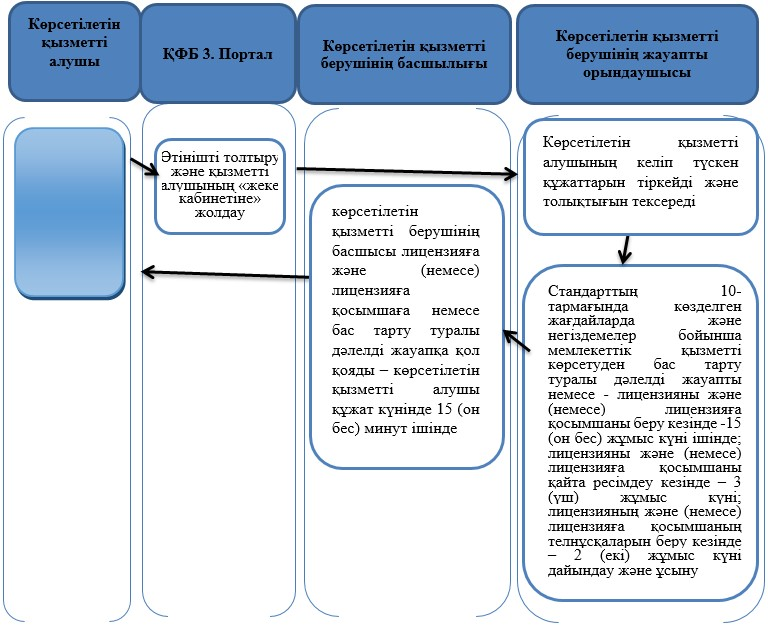 Көрсетілетін
қызметті
алушы
ҚФБ 3. Портал
Көрсетілетін қызметті
берушінің басшылығы
Көрсетілетін қызметті
берушінің жауапты
орындаушысы
Әтінішті толтыру
және қызметті
алушының «жеке
кабинетіне»
жолдау
көрсетілетін
қызметті берушінің
басшысы лицензияға
және (немесе)
лицензияға
қосымшаға немесе
бас тарту туралы
дәлелді жауапқа қол
қояды – көрсетілетін
қызметті алушы
құжат күнінде 15 (он
бес) минут ішінде
Көрсетілетін қызметті
алушының келіп түскен
құжаттарын тіркейді және
толықтығын тексереді
Стандарттың 10-
тармағында көзделген
жағдайларда және
негіздемелер бойынша
мемлекеттік қызметті
көрсетуден бас тарту
туралы дәлелді жауапты
немесе - лицензияны және
(немесе) лицензияға
қосымшаны беру кезінде -15
(он бес) жұмыс күні ішінде;
лицензияны және (немесе)
лицензияға қосымшаны
қайта ресімдеу кезінде – 3
(үш) жұмыс күні;
лицензияның және (немесе)
лицензияға қосымшаның
телнұсқаларын беру кезінде
– 2 (екі) жұмыс күні
дайындау және ұсыну